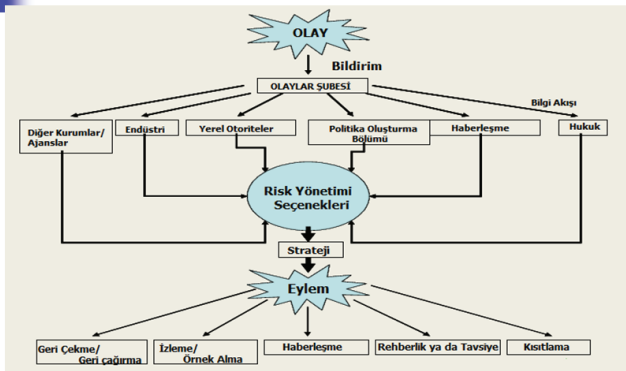 OLAY
Bildirim
OLAYLAR ŞUBESİ
Bilgi Akışı
Diğer Kurumlar/
Ajanslar
Endüstri
Yerel Otoriteler
Politika Oluşturma
Bölümü
Haberleşme
Hukuk
Risk Yönetimi
Seçenekleri
Strateji
Eylem
Geri Çekme/
Geri çağırma
İzleme/
Örnek Alma
Haberleşme
Rehberlik ya da Tavsiye
Kısıtlama